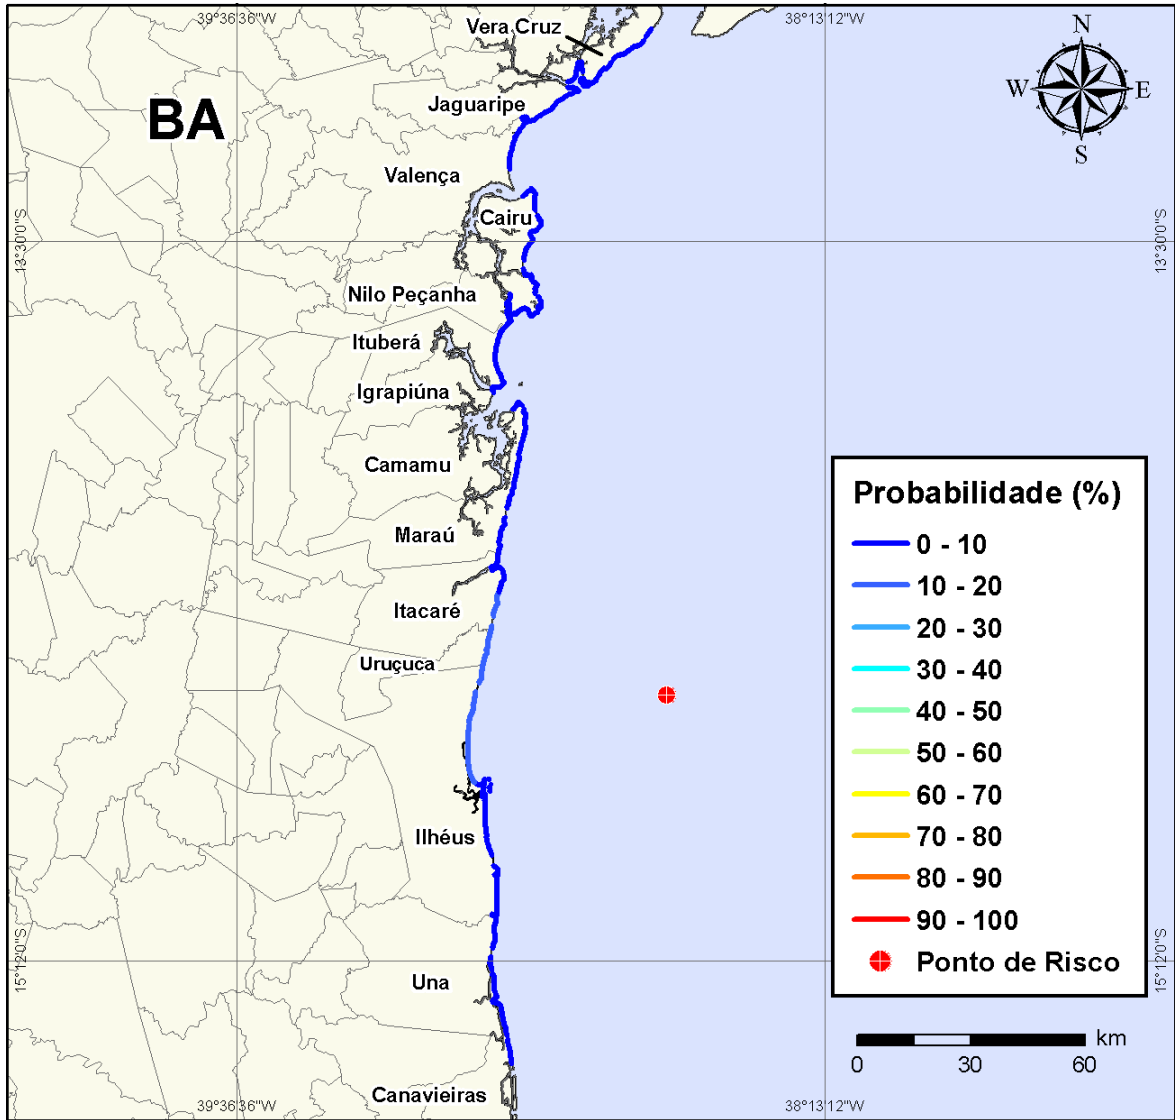 39°36'36"W
38°13'12"W
Vera Cruz
N
W
E
S
Jaguaripe
BA
Valença
Cairu
13°30'0"S
13°30'0"S
Nilo Peçanha
Ituberá
Igrapiúna
Camamu
Maraú
Itacaré
Uruçuca
Ilhéus
Una
Canavieiras
Probabilidade (%)
0 - 10
10 - 20
20 - 30
30 - 40
40 - 50
50 - 60
60 - 70
70 - 80
80 - 90
90 - 100
Ponto de Risco
15°12'0"S
15°12'0"S
km
0
30
60
39°36'36"W
38°13'12"W